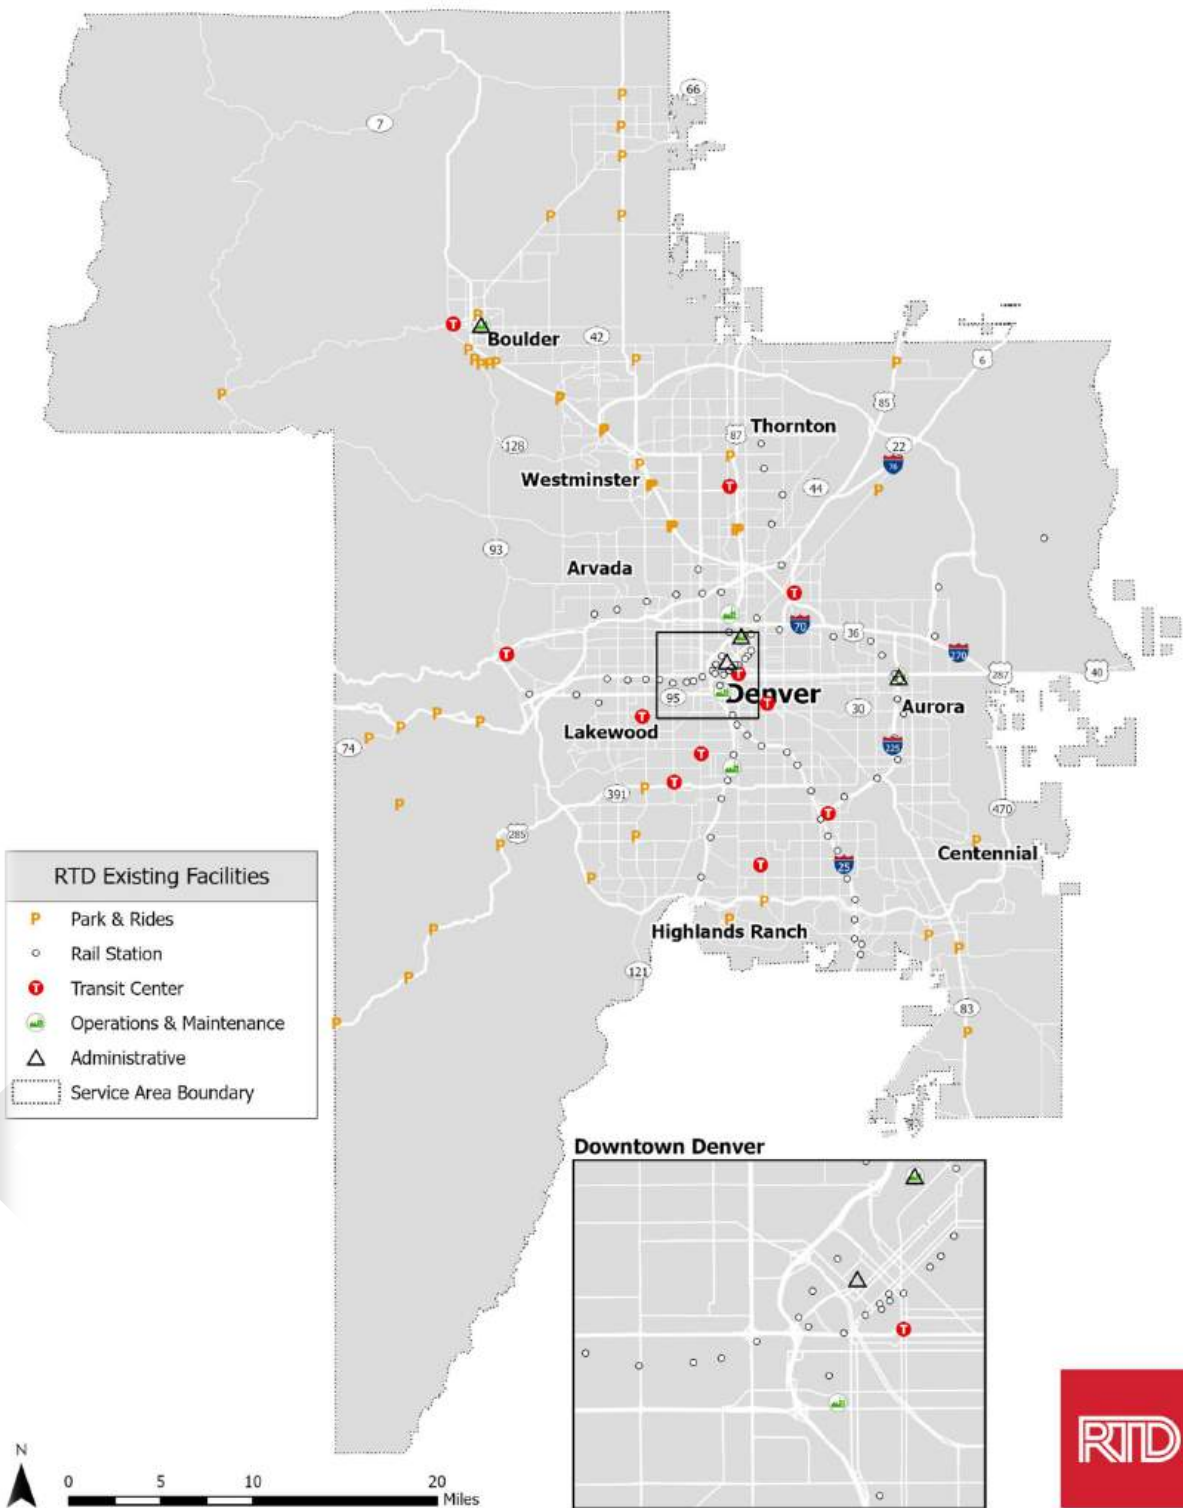 66
7
Boulder
42
6
85
Thornton
87
128
22
76
Westminster
44
93
Arvada
70
36
270
287
40
95
Denver
30
Aurora
Lakewood
74
225
391
470
285
Centennial
25
RTD Existing Facilities
P Park & Rides
Rail Station
T Transit Center
Operations & Maintenance
Administrative
Service Area Boundary
Highlands Ranch
121
83
Downtown Denver
N
0 5 10 20
Miles
RTD